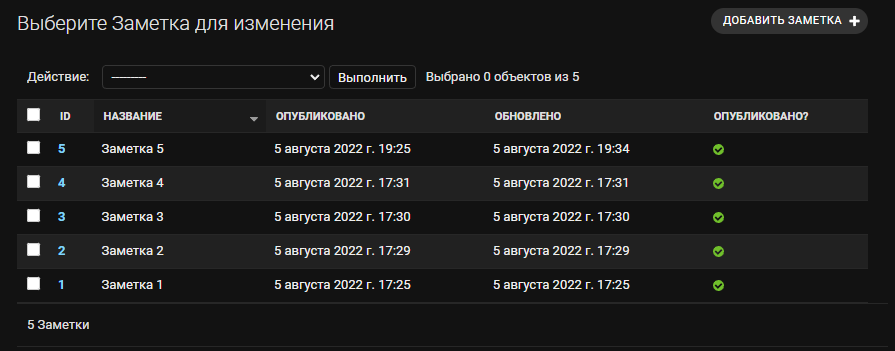 Выберите Заметка для изменения
ДОБАВИТЬ ЗАМЕТКА +
Действие: --------- Выполнить Выбрано 0 объектов из 5
ID НАЗВАНИЕ ОПУБЛИКОВАНО ОБНОВЛЕНО ОПУБЛИКОВАНО?
5 Заметка 5 5 августа 2022 г. 19:25 5 августа 2022 г. 19:34
4 Заметка 4 5 августа 2022 г. 17:31 5 августа 2022 г. 17:31
3 Заметка 3 5 августа 2022 г. 17:30 5 августа 2022 г. 17:30
2 Заметка 2 5 августа 2022 г. 17:29 5 августа 2022 г. 17:29
1 Заметка 1 5 августа 2022 г. 17:25 5 августа 2022 г. 17:25
5 Заметки